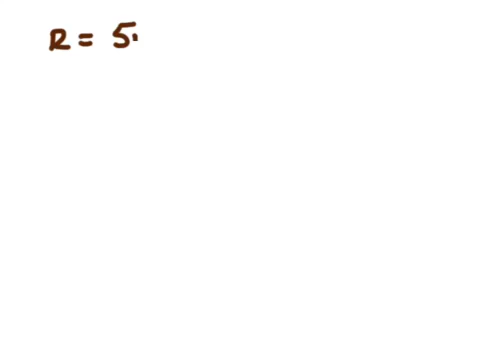 R = 5.